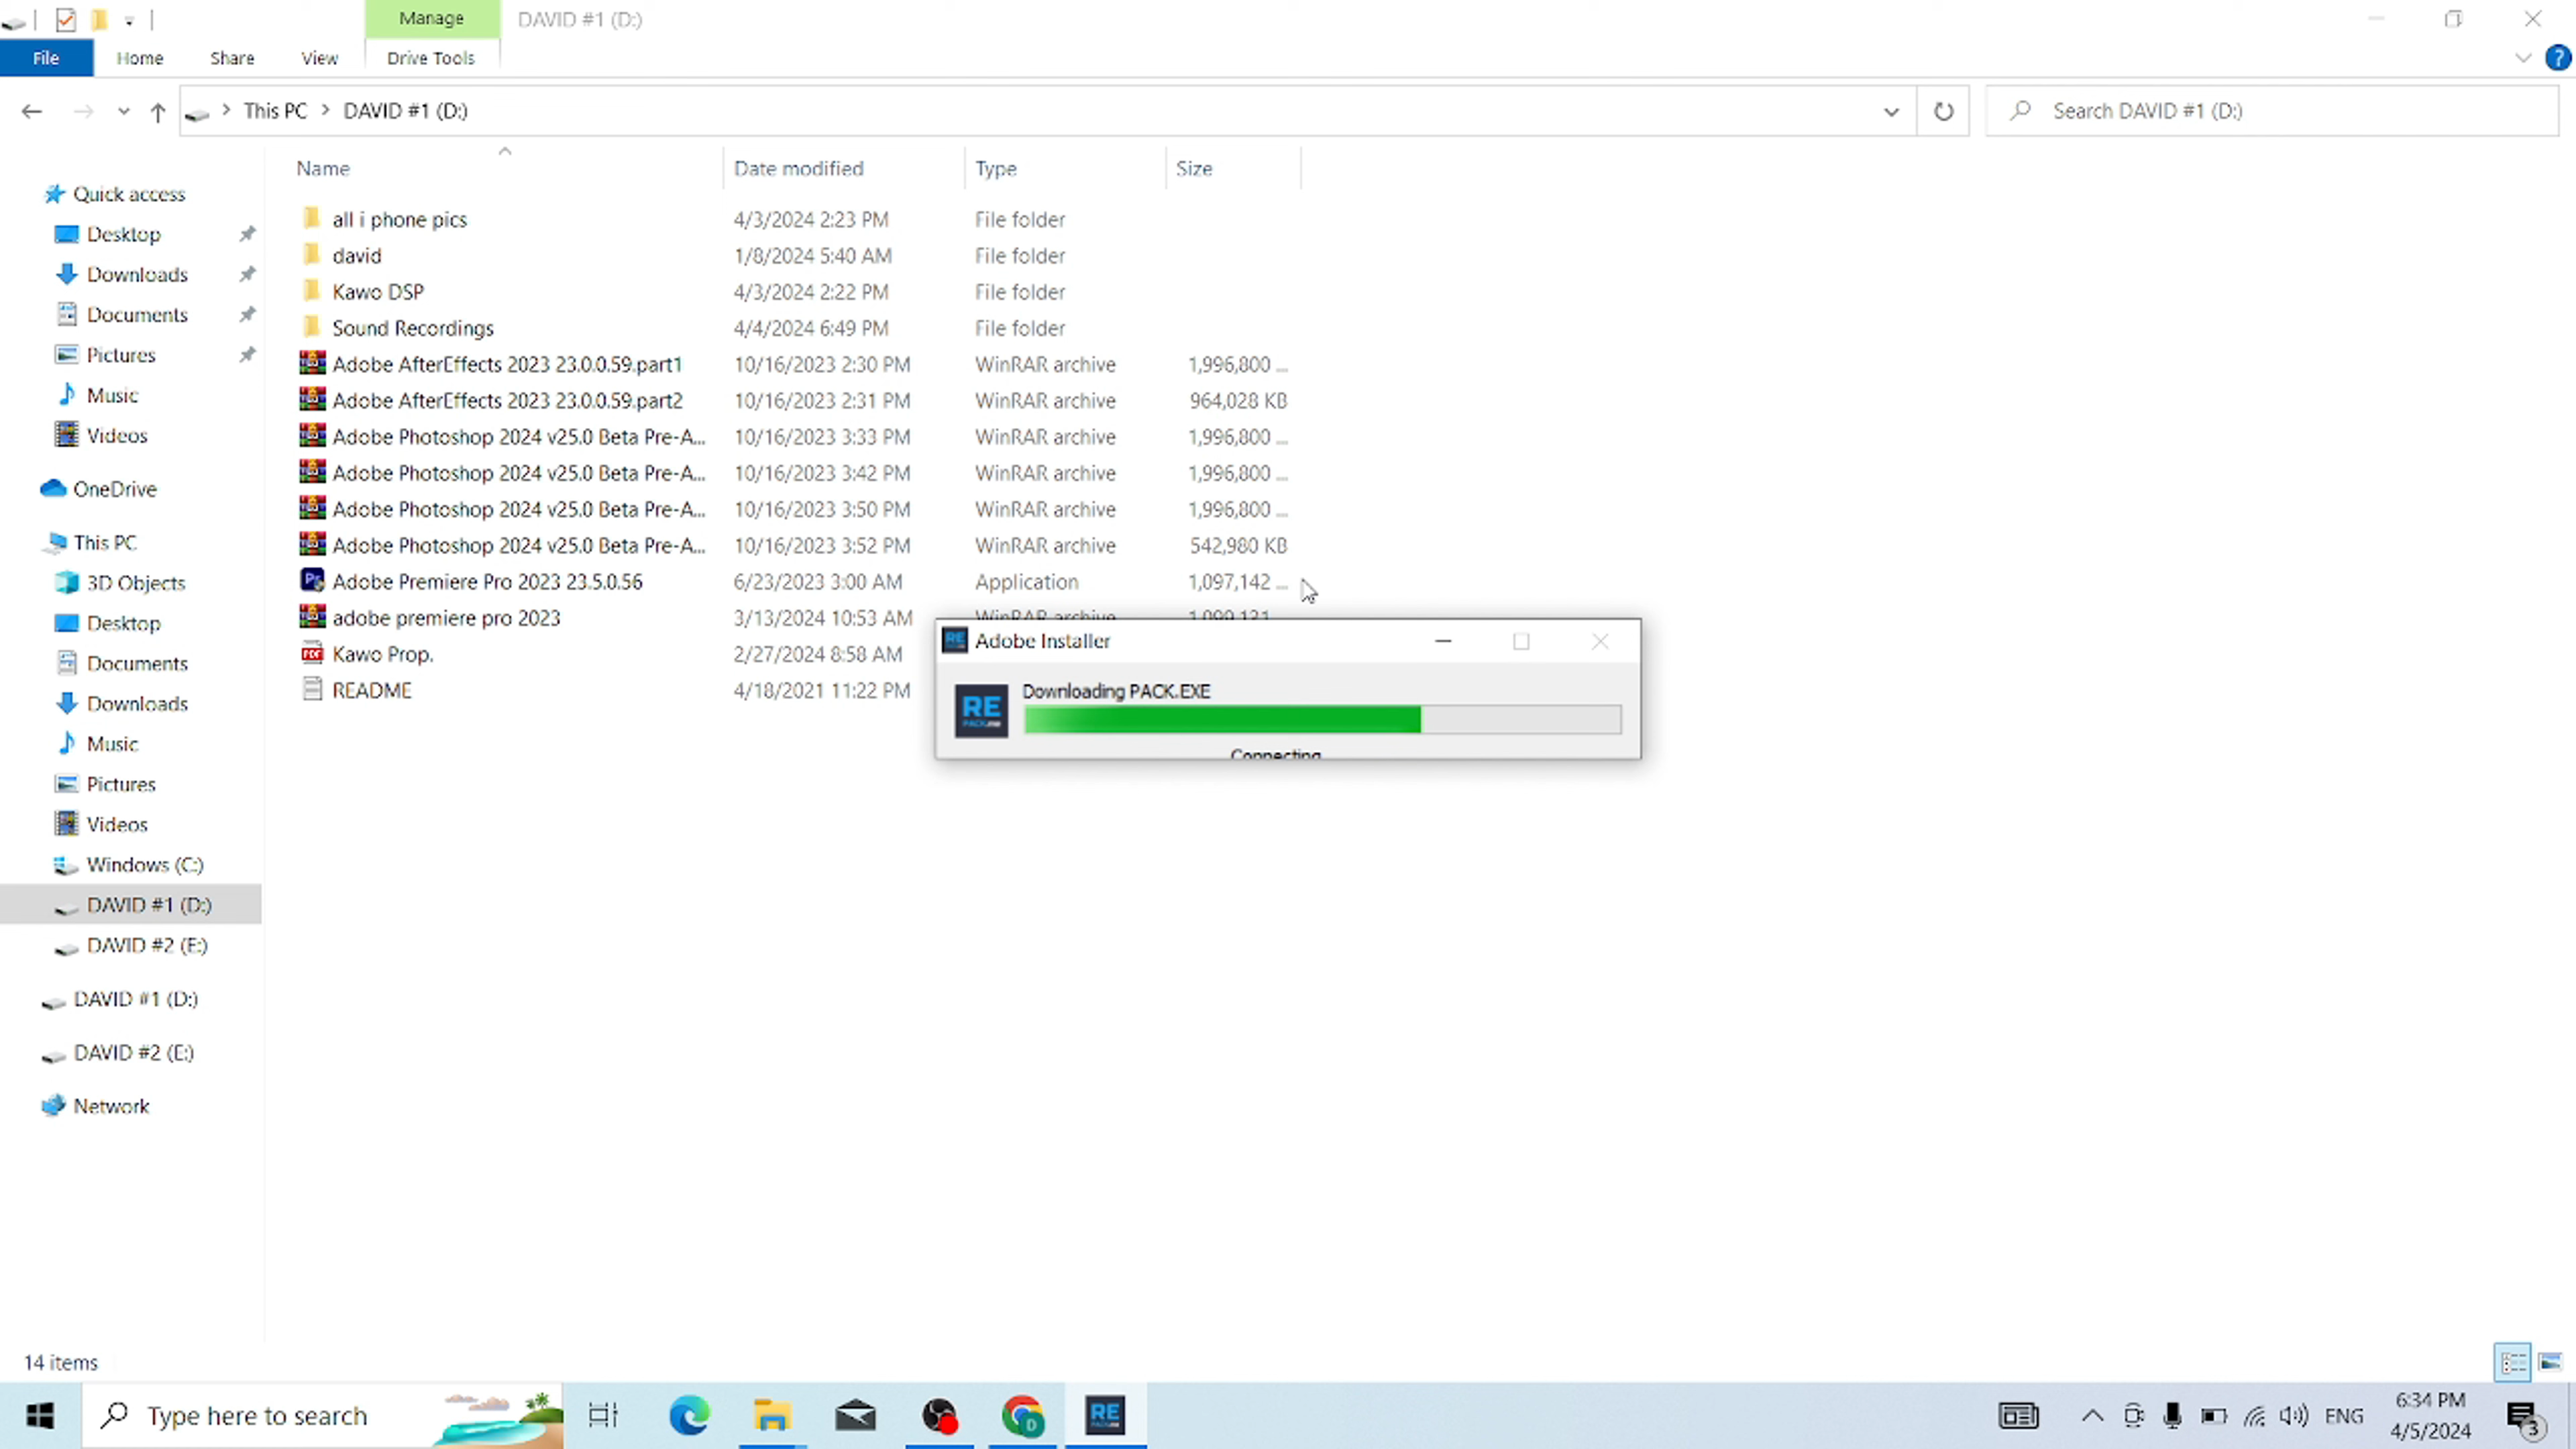 Manage
DAVID #1 (D:)
File
Home
Share
View
Drive Tools
This PC
DAVID #1 (D:)
Search DAVID #1 (D:)
Name
Date modified
Type
Size
Quick access
Desktop
Downloads
Documents
Pictures
Music
Videos
OneDrive
This PC
3D Objects
Desktop
Documents
Downloads
Music
Pictures
Videos
Windows (C:)
DAVID #1 (D:)
DAVID #2 (E:)
DAVID #1 (D:)
DAVID #2 (E:)
Network
all i phone pics 4/3/2024 2:23 PM File folder
david 1/8/2024 5:40 AM File folder
Kawo DSP 4/3/2024 2:22 PM File folder
Sound Recordings 4/4/2024 6:49 PM File folder
Adobe AfterEffects 2023 23.0.0.59.part1 10/16/2023 2:30 PM WinRAR archive 1,996,800 ...
Adobe AfterEffects 2023 23.0.0.59.part2 10/16/2023 2:31 PM WinRAR archive 964,028 KB
Adobe Photoshop 2024 v25.0 Beta Pre-A... 10/16/2023 3:33 PM WinRAR archive 1,996,800 ...
Adobe Photoshop 2024 v25.0 Beta Pre-A... 10/16/2023 3:42 PM WinRAR archive 1,996,800 ...
Adobe Photoshop 2024 v25.0 Beta Pre-A... 10/16/2023 3:50 PM WinRAR archive 1,996,800 ...
Adobe Photoshop 2024 v25.0 Beta Pre-A... 10/16/2023 3:52 PM WinRAR archive 542,980 KB
Adobe Premiere Pro 2023 23.5.0.56 6/23/2023 3:00 AM Application 1,097,142 ...
adobe premiere pro 2023 3/13/2024 10:53 AM WinRAR archive
Kawo Prop. 2/27/2024 8:58 AM
README 4/18/2021 11:22 PM
Adobe Installer
RE
Downloading PACK.EXE
Connecting
14 items
Type here to search
RE
ENG
6:34 PM
4/5/2024
3